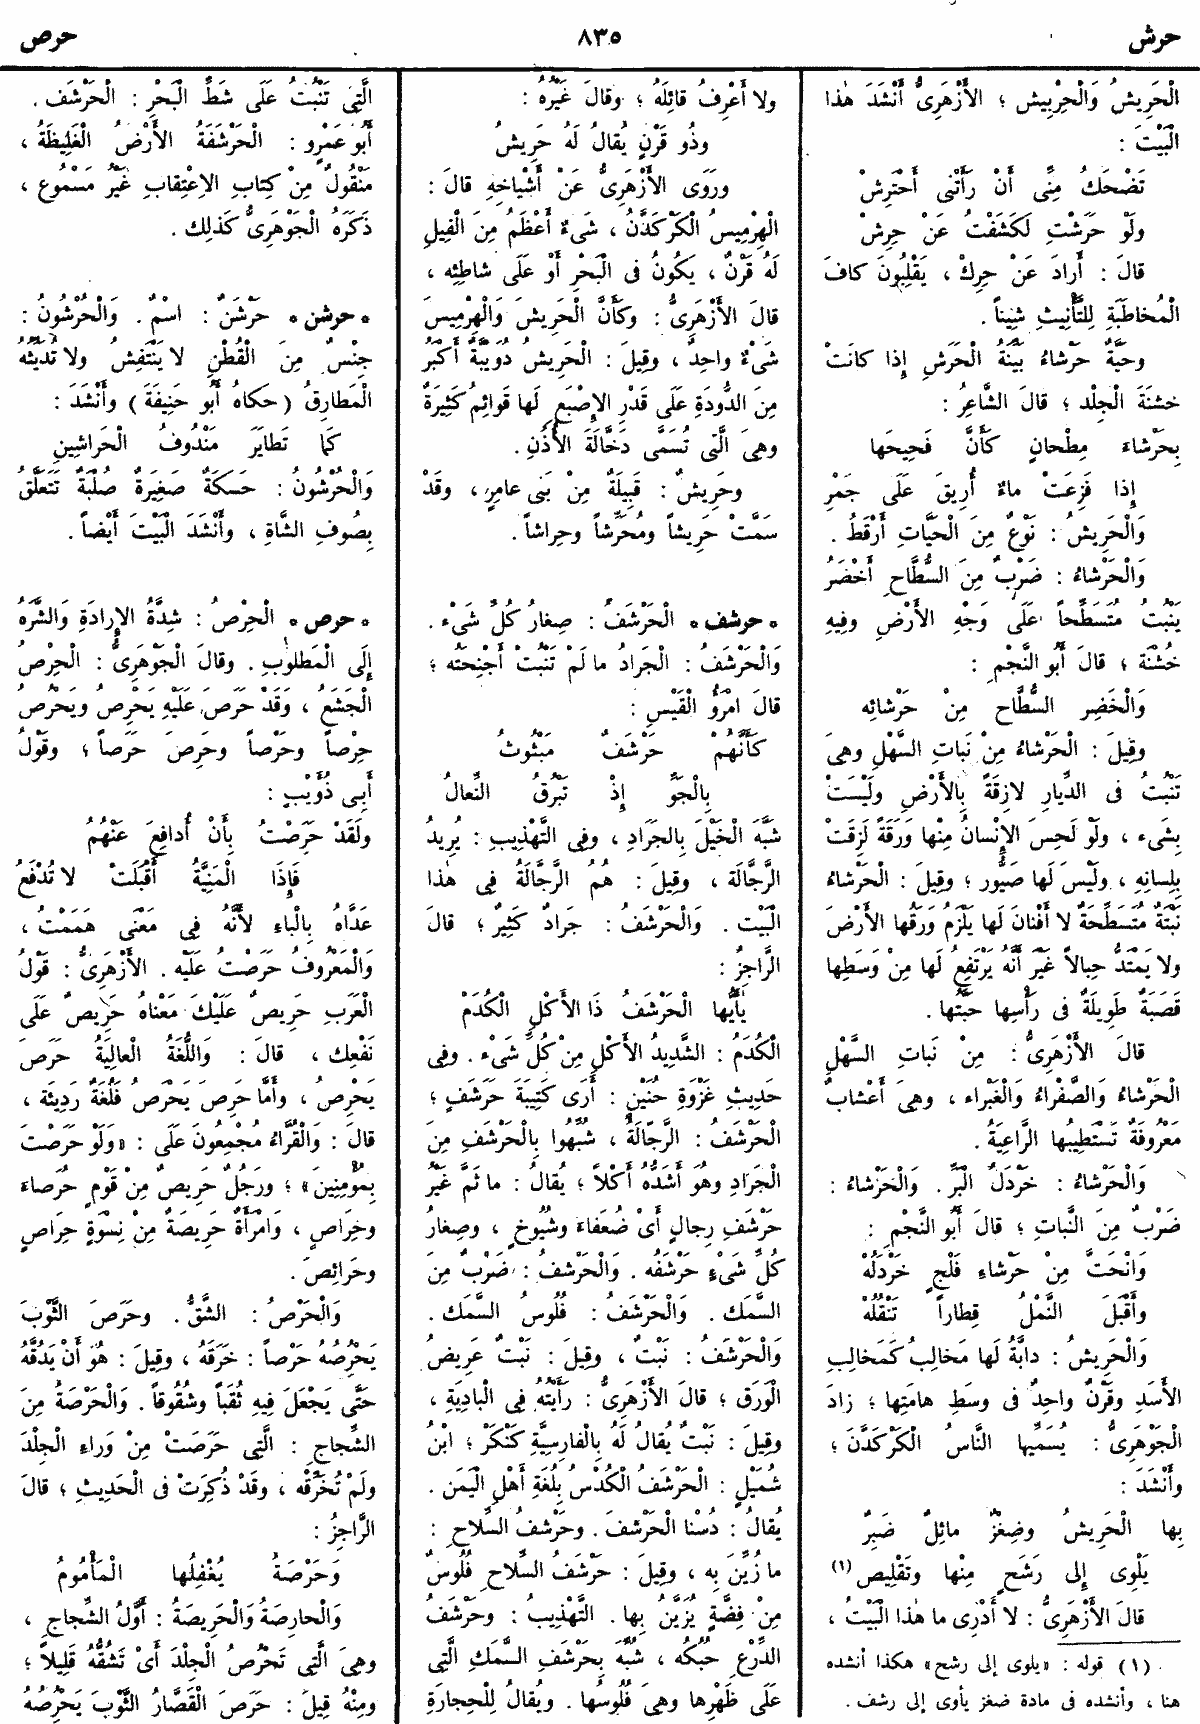 حرش
٨٣٥
حرص
الْحَرِيشُ وَالْحِرْبِيش ؛ الْأَزْهَرِىُّ أَنْشَدَ هٰذا
الْبَيْتَ :
تَضْحَكُ مِنِّى أَنْ رَأَتْنِى أَحْتَرِشْ
ولَوْ حَرَشْتِ لَكَشَفْتُ عَنْ حِرِشْ
قالَ : أَرادَ عَنْ حِرِكْ ، يَقْلِبُونَ كافَ
الْمُخاطَبَةِ لِلتَّأْنِيثِ شِيناً .
وحَيَّةٌ حَرْشاءُ بَيِّنَةُ الْحَرَشِ إِذا كانَتْ
خَشِنَةَ الْجِلْد ؛ قالَ الشَّاعِرُ :
بِحَرْشاءَ مِطْحانٍ كَأَنَّ فَحِيحَها
إِذا فَزِعَتْ ماءٌ أُرِيقَ عَلَى جَمْرِ
وَالْحَرِيشُ : نَوْعٌ مِنَ الْحَيَّاتِ أَرْقَطُ .
وَالْحَرْشاءُ : ضَرْبٌ مِنَ السُّطَّاحِ أَخْضَرُ
يَنْبُتُ مُتَسَطِّحاً عَلَى وَجْهِ الأَرْضِ وفِيهِ
خُشْنَة ؛ قالَ أَبُو النَّجْمِ :
وَالْخَضِر السُّطَّاحِ مِنْ حَرْشائِه
وقِيلَ : الْحَرْشاءُ مِنْ نَباتِ السَّهْلِ وهِىَ
تَنْبُتُ فى الدِّيارِ لازِقَةً بِالأَرْضِ ولَيْسَتْ
بِشَىء ، ولَوْ لَحِسَ الإِنْسانُ مِنْها وَرَقَةً لَزِقَتْ
بِلِسانِهِ ، ولَيْسَ لَها صَيُّور ؛ وقِيلَ : الْحَرْشاءُ
نَبْتَةٌ مُتَسَطِّحَةٌ لا أَفْنانَ لَها يَلْزَمُ وَرَقُها الأَرْضَ
ولا يَمْتَدُّ حِبالاً غَيْرَ أَنَّهُ يَرْتَفِعُ لَها مِنْ وَسَطِها
قَصَبَةٌ طَوِيلَةٌ فى رَأْسِها حَبَّتُها .
قالَ الأَزْهَرِىُّ : مِنْ نَباتِ السَّهْلِ
الْحَرْشاءُ وَالصَّفْراءُ وَالْغَبْراء ، وهِىَ أَعْشابٌ
مَعْرُوفَةٌ تَسْتَطِيبُها الرَّاعِيَةُ .
وَالْحَرْشاءُ : خَرْدَلُ الْبَرِّ . وَالْحَرْشاءُ :
ضَرْبٌ مِنَ النَّباتِ ؛ قالَ أَبُو النَّجْمِ :
وَانْحَتَّ مِنْ حَرْشاءِ فَلْجٍ خَرْدَلُهْ
وأَقْبَلَ النَّمْلُ قِطاراً تَنْقُلُهْ
وَالْحَرِيشُ : دابَّةٌ لَها مَخالِبُ كَمَخالِبِ
الأَسَدِ وقَرْنٌ واحِدٌ فى وسَطِ هامَتِها ؛ زادَ
الْجَوْهَرِىُّ : يُسَمِّيها النَّاسُ الْكَرْكَدَّنَ ؛
وأَنْشَدَ :
بِها الْحَرِيشُ وضِغْزٌ مائِلٌ ضَبِرٌ
يَلْوِى إِلى رَشَحٍ مِنْها وتَقْلِيصِ (١)
قالَ الأَزْهَرِىُّ : لا أَدْرِى ما هٰذا الْبَيْتُ ،
(١) قوله : «يلوى إلى رشح» هكذا أنشده
هنا ، وأنشده فى مادة ضغز يأوى إلى رشف .
ولا أَعْرِفُ قائِلَهُ ؛ وقالَ غَيْرُهُ :
وذُو قَرْنٍ يُقالُ لَهُ حَرِيشُ
ورَوَى الأَزْهَرِىُّ عَنْ أَشْياخِهِ قالَ :
الْهِرْمِيسُ الْكَرْكَدَّنُ ، شَىْءٌ أَعْظَمُ مِنَ الْفِيلِ
لَهُ قَرْنٌ ، يَكُونُ فى الْبَحْرِ أَوْ عَلَى شاطِئِه ،
قالَ الأَزْهَرِىُّ : وكَأَنَّ الْحَرِيشَ وَالْهِرْمِيسَ
شَىْءٌ واحِدٌ ، وقِيلَ : الْحَرِيشُ دُوَيْبَّةٌ أَكْبَرُ
مِنَ الدُّودَةِ عَلَى قَدْرِ الإِصْبَعِ لَها قَوائِمُ كَثِيرَةٌ
وهِىَ الَّتِى تُسَمَّى دَخَّالَةَ الأُذُنِ .
وحَرِيشٌ : قَبِيلَةٌ مِنْ بَنِى عامِرٍ ، وقَدْ
سَمَّتْ حَرِيشاً ومُحَرِّشاً وحِراشاً .
* حرشف * الْحَرْشَفُ : صِغارُ كُلِّ شَىْء .
وَالْحَرْشَفُ : الْجَرادُ ما لَمْ تَنْبُتْ أَجْنِحَتُه ؛
قالَ امْرُؤُ الْقَيْسِ :
كَأَنَّهُمْ حَرْشَفٌ مَبْثُوثُ
بِالْجَوِّ إِذْ تَبْرُقُ النِّعالُ
شَبَّهَ الْخَيْلَ بِالجَرَادِ ، وفِى التَّهْذِيبِ : يُرِيدُ
الرَّجَّالَة ، وقِيلَ : هُمُ الرَّجَّالَةُ فِى هٰذا
الْبَيْت . وَالْحَرْشَفُ : جَرادٌ كَثِيرٌ ؛ قالَ
الرَّاجِزُ :
يٰأَيُّها الْحَرْشَفُ ذَا الأَكْلِ الْكُدَمْ
الْكُدَمُ : الشَّدِيدُ الأَكْلِ مِنْ كُلِّ شَىْء . وفِى
حَدِيثِ غَزْوَةِ حُنَيْنٍ : أَرَى كَتِيبَةَ حَرْشَفٍ ؛
الْحَرْشَفُ : الرَّجَّالَةُ ، شُبِّهُوا بِالْحَرْشَفِ مِنَ
الْجَرَادِ وهُوَ أَشَدُّهُ أَكْلاً ؛ يُقالُ : ما ثَمَّ غَيْرُ
حَرْشَفِ رِجالٍ أَىْ ضُعَفاءَ وشُيُوخٍ ، وصِغارُ
كُلِّ شَىْءٍ حَرْشَفُه . وَالْحَرْشَفُ : ضَرْبٌ مِنَ
السَّمَك . وَالْحَرْشَفُ : فُلُوسُ السَّمَك .
وَالْحَرْشَفُ : نَبْتٌ ، وقِيلَ : نَبْتٌ عَرِيضُ
الْوَرَق ؛ قالَ الأَزْهَرِىُّ : رَأَيْتُهُ فِى الْبادِيَةِ ،
وقِيلَ : نَبْتٌ يُقالُ لَهُ بِالْفارِسِيَّةِ كَنْكَرْ ؛ ابْنُ
شُمَيْلٍ : الْحَرْشَفُ الْكُدْسُ بِلُغَةِ أَهْلِ الْيَمَن .
يُقالُ : دُسْنا الْحَرْشَفَ . وحَرْشَفُ السِّلاحِ :
ما زُيِّنَ بِه ، وقِيلَ : حَرْشَفُ السِّلاحِ فُلُوسٌ
مِنْ فِضَّةٍ يُزَيَّنُ بِها . التَّهْذِيبُ : وحَرْشَفُ
الدِّرْعِ حُبُكُه ، شُبِّهَ بِحَرْشَفِ السَّمَكِ الَّتِى
عَلَى ظَهْرِها وهِىَ فُلُوسُها . ويُقالُ لِلْحِجارَةِ
الَّتِى تَنْبُتُ عَلَى شَطِّ الْبَحْرِ : الْحَرْشَف .
أَبُو عَمْرٍو : الْحَرْشَفَةُ الأَرْضُ الْغَلِيظَةُ ،
مَنْقُولٌ مِنْ كِتابِ الاِعْتِقابِ غَيْرُ مَسْمُوع ،
ذَكَرَهُ الْجَوْهَرِىُّ كَذلِك .
* حرشن * حَرْشَنٌ : اسْمٌ . وَالْحُرْشُونُ :
جِنْسٌ مِنَ الْقُطْنِ لا يَنْتَفِشُ ولا تُدَيِّثُهُ
الْمَطارِقُ ( حَكاهُ أَبُو حَنِيفَةَ ) وأَنْشَدَ :
كَما تَطايَرَ مَنْدُوفُ الْحَراشِينِ
وَالْحُرْشُونُ : حَسَكَةٌ صَغِيرَةٌ صُلْبَةٌ تَتَعَلَّقُ
بِصُوفِ الشَّاةِ ، وأَنْشَدَ الْبَيْتَ أَيْضاً .
* حرص * الْحِرْصُ : شِدَّةُ الإِرادَةِ وَالشَّرَهُ
إِلَى الْمَطْلُوب . وقالَ الْجَوْهَرِىُّ : الْحِرْصُ
الْجَشَعُ ، وَقَدْ حَرَصَ عَلَيْهِ يَحْرِصُ ويَحْرُصُ
حِرْصاً وحَرْصاً وحَرِصَ حَرَصاً ؛ وقَوْلُ
أَبِى ذُؤَيْبٍ :
ولَقَدْ حَرَصْتُ بِأَنْ أُدافِعَ عَنْهُمُ
فَإِذَا الْمَنِيَّةُ أَقْبَلَتْ لا تُدْفَعُ
عَدَّاهُ بِالْباءِ لأَنَّهُ فِى مَعْنَى هَمَمْتُ ،
وَالْمَعْرُوفُ حَرَصْتُ عَلَيْه . الأَزْهَرِىُّ : قَوْلُ
الْعَرَبِ حَرِيصٌ عَلَيْكَ مَعْناهُ حَرِيصٌ عَلَى
نَفْعِك ، قالَ : وَاللُّغَةُ الْعالِيَةُ حَرَصَ
يَحْرِصُ ، وأَمَّا حَرِصَ يَحْرَصُ فَلُغَةٌ رَدِيئَة ،
قالَ : وَالْقُرَّاءُ مُجْمِعُونَ عَلَى : «وَلَوْ حَرَصْتَ
بِمُؤْمِنِينَ» ؛ ورَجُلٌ حَرِيصٌ مِنْ قَوْمٍ حُرَصاءَ
وحِرَاصٍ ، وَامْرَأَةٌ حَرِيصَةٌ مِنْ نِسْوَةٍ حِرَاصٍ
وحَرائِصَ .
وَالْحَرْصُ : الشَّقُّ . وحَرَصَ الثَّوْبَ
يَحْرُصُهُ حَرْصاً : خَرَقَهُ ، وقِيلَ : هُوَ أَنْ يَدُقَّهُ
حَتَّى يَجْعَلَ فِيهِ ثُقَباً وشُقُوقاً . وَالْحَرْصَةُ مِنَ
الشِّجاجِ : الَّتِى حَرَصَتْ مِنْ وَراءِ الْجِلْدَ
ولَمْ تُخَرِّقْه ، وقَدْ ذُكِرَتْ فى الْحَدِيثِ ؛ قالَ
الرَّاجِزُ :
وَحَرْصَةٌ يُغْفِلُها الْمَأْمُومُ
وَالْحارِصَةُ وَالْحَرِيصَةُ : أَوَّلُ الشِّجاجِ ،
وهِىَ الَّتِى تَحْرُصُ الْجِلْدَ أَىْ تَشُقُّهُ قَلِيلاً ؛
ومِنْهُ قِيلَ : حَرَصَ الْقَصَّارُ الثَّوْبَ يَحْرُصُهُ